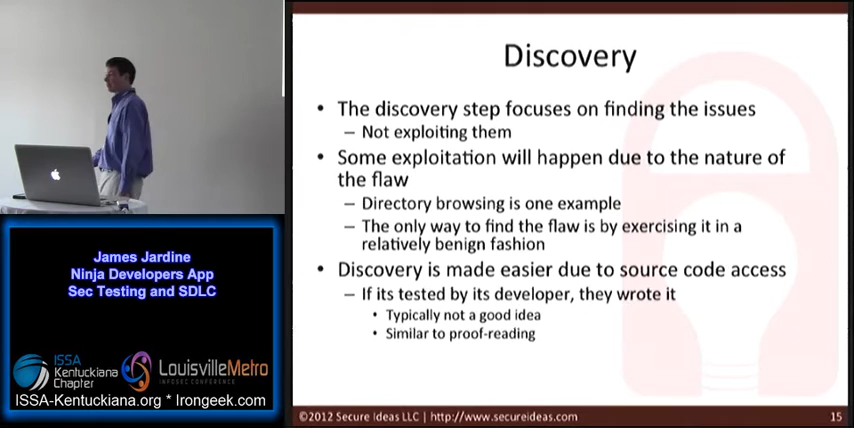 Discovery
• The discovery step focuses on finding the issues
– Not exploiting them
• Some exploitation will happen due to the nature of
the flaw
– Directory browsing is one example
– The only way to find the flaw is by exercising it in a
relatively benign fashion
• Discovery is made easier due to source code access
– If its tested by its developer, they wrote it
• Typically not a good idea
• Similar to proof-reading
©2012 Secure Ideas LLC | http://www.secureideas.com
15
James Jardine
Ninja Developers App
Sec Testing and SDLC
ISSA
Kentuckiana
Chapter
LouisvilleMetro
INFOSEC CONFERENCE
ISSA-Kentuckiana.org * Irongeek.com